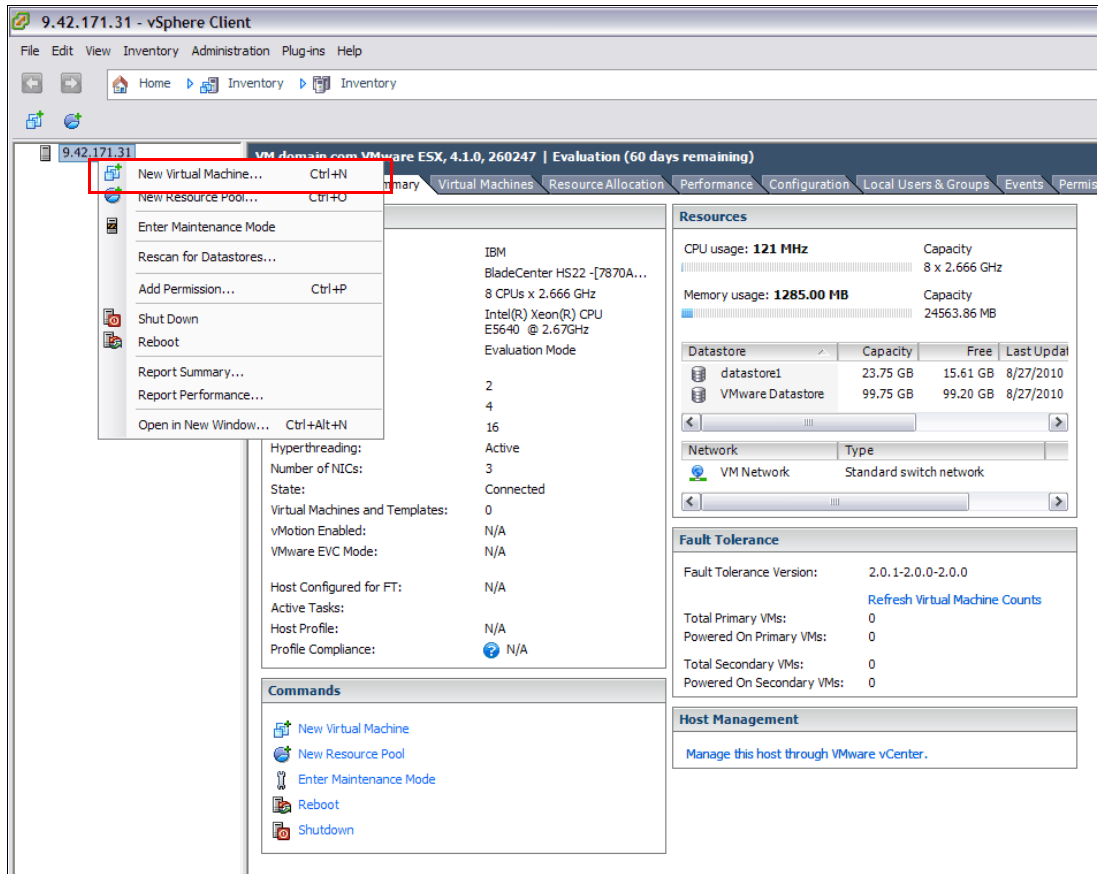 9.42.171.31 - vSphere Client
File Edit View Inventory Administration Plug-ins Help
Home Inventory Inventory
9.42.171.31
New Virtual Machine... Ctrl+N
New Resource Pool... Ctrl+O
Enter Maintenance Mode
Rescan for Datastores...
Add Permission... Ctrl+P
Shut Down
Reboot
Report Summary...
Report Performance...
Open in New Window... Ctrl+Alt+N
VM domain com VMware ESX, 4.1.0, 260247 | Evaluation (60 days remaining)
Virtual Machines Resource Allocation Performance Configuration Local Users & Groups Events
IBM
BladeCenter HS22 -[7870A...
8 CPUs x 2.666 GHz
Intel(R) Xeon(R) CPU
E5640 @ 2.67GHz
Evaluation Mode
2
4
16
Hyperthreading: Active
Number of NICs: 3
State: Connected
Virtual Machines and Templates: 0
vMotion Enabled: N/A
VMware EVC Mode: N/A
Host Configured for FT: N/A
Active Tasks:
Host Profile: N/A
Profile Compliance: N/A
Commands
New Virtual Machine
New Resource Pool
Enter Maintenance Mode
Reboot
Shutdown
Resources
CPU usage: 121 MHz Capacity
8 x 2.666 GHz
Memory usage: 1285.00 MB Capacity
24563.86 MB
Datastore Capacity Free Last Updat
datastore1 23.75 GB 15.61 GB 8/27/2010
VMware Datastore 99.75 GB 99.20 GB 8/27/2010
Network Type
VM Network Standard switch network
Fault Tolerance
Fault Tolerance Version: 2.0.1-2.0.0-2.0.0
Refresh Virtual Machine Counts
Total Primary VMs: 0
Powered On Primary VMs: 0
Total Secondary VMs: 0
Powered On Secondary VMs: 0
Host Management
Manage this host through VMware vCenter.